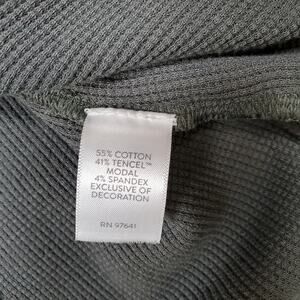 55% COTTON
41% TENCEL™
MODAL
4% SPANDEX
EXCLUSIVE OF
DECORATION
RN 97641